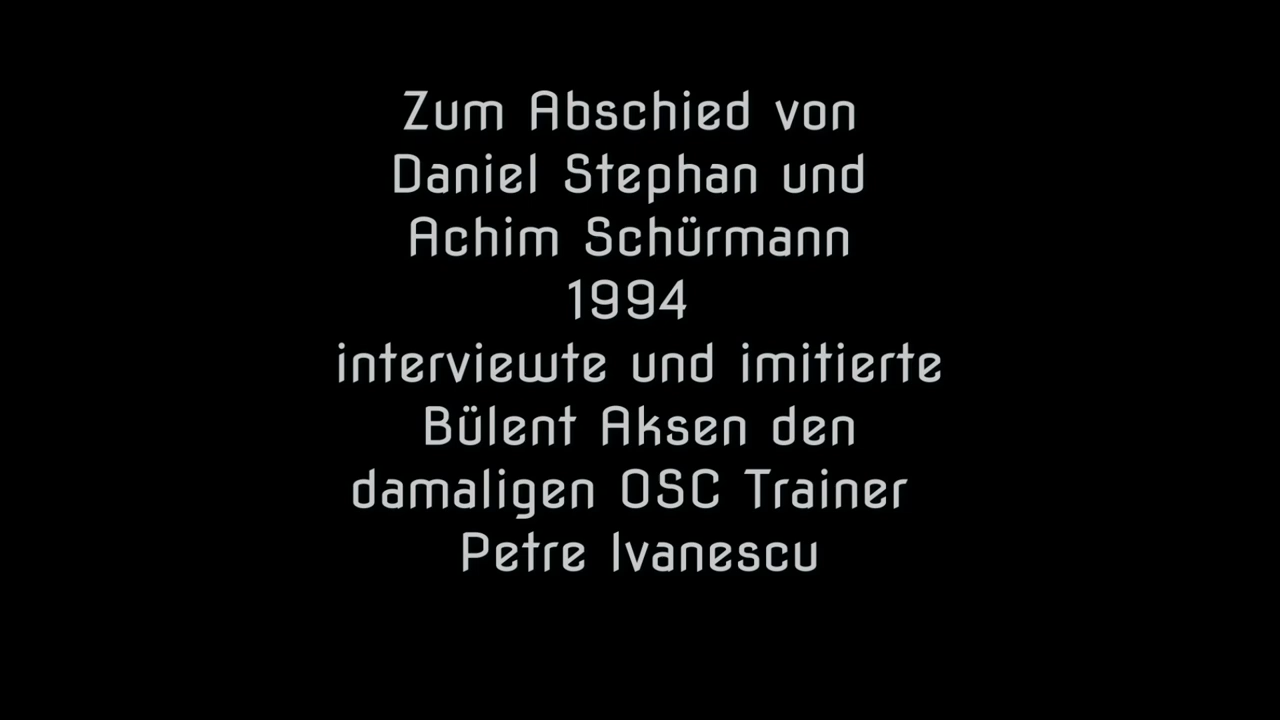 Zum Abschied von
Daniel Stephan und
Achim Schürmann
1994
interviewte und imitierte
Bülent Aksen den
damaligen OSC Trainer
Petre Ivanescu